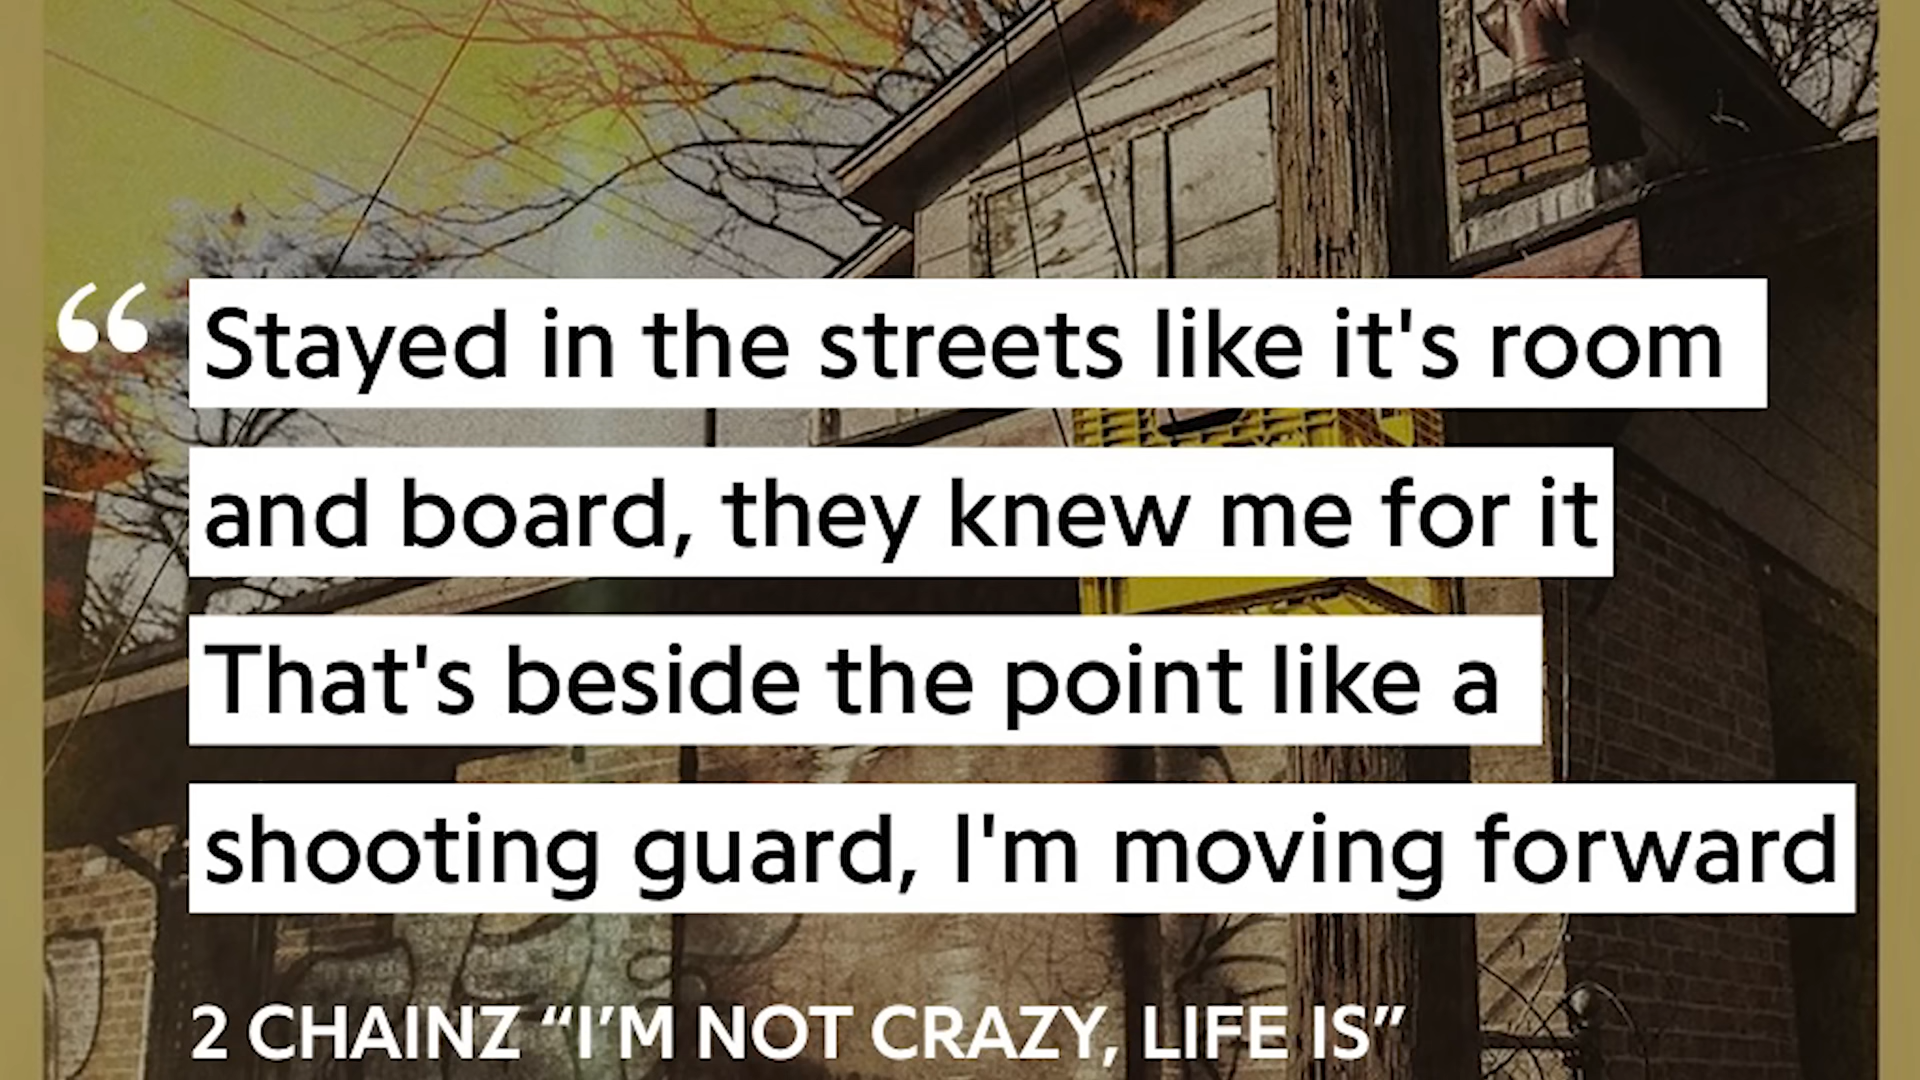 “ Stayed in the streets like it's room
and board, they knew me for it
That's beside the point like a
shooting guard, I'm moving forward
2 CHAINZ “I’M NOT CRAZY, LIFE IS”